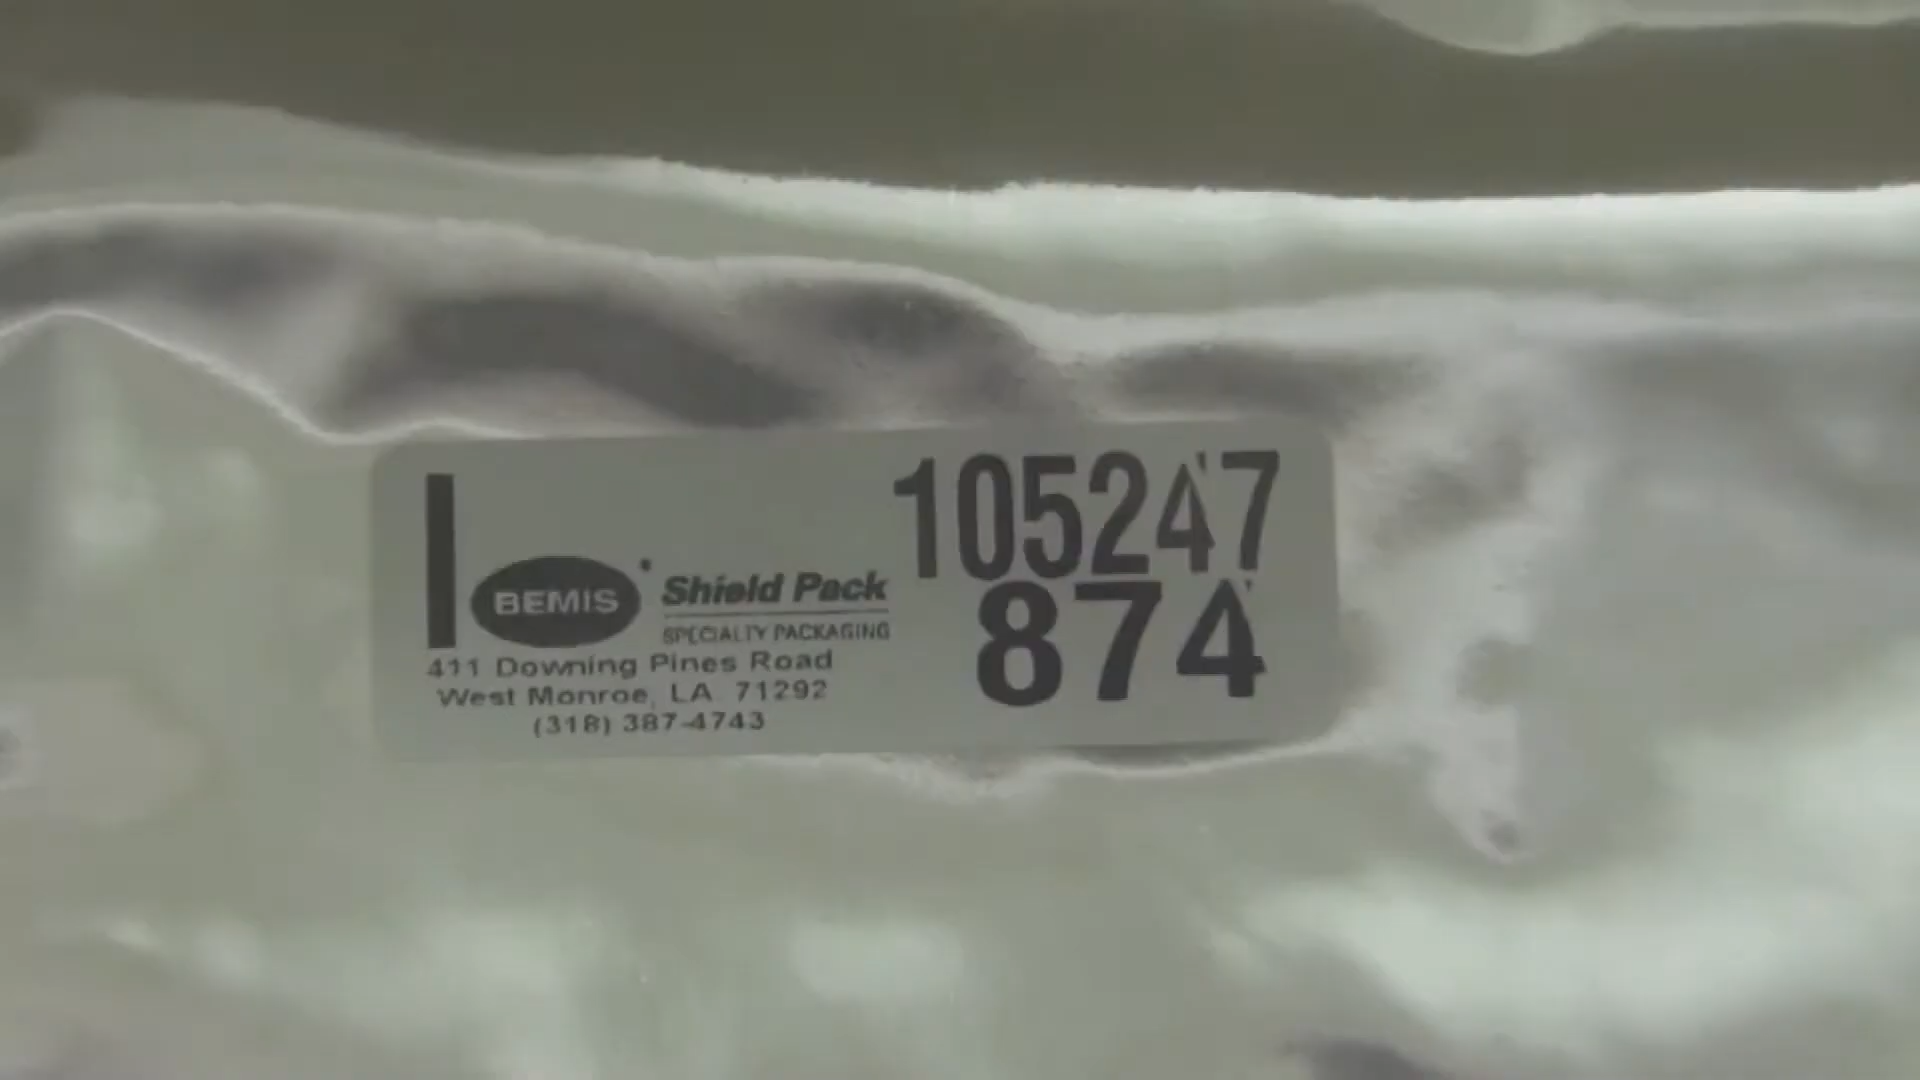 BEMIS Shield Pack
SPECIALTY PACKAGING
411 Downing Pines Road
West Monroe, LA 71292
(318) 387-4743
105247
874